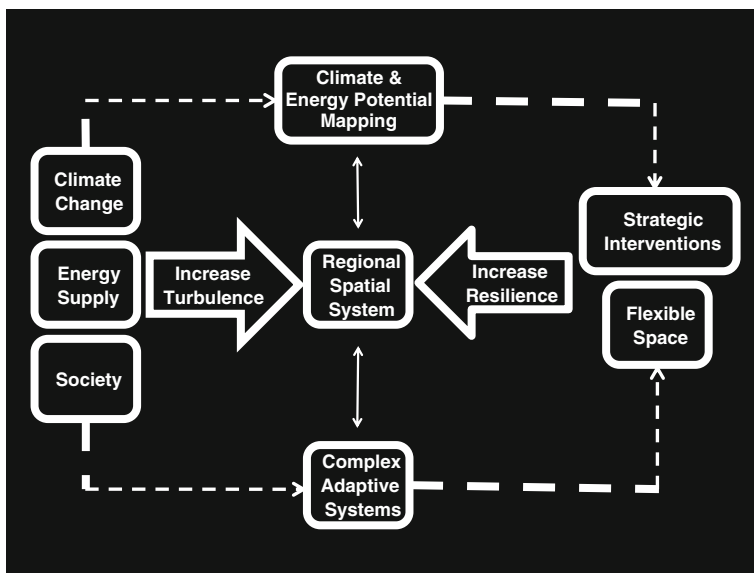 Climate &
Energy Potential
Mapping
Climate
Change
Energy
Supply
Society
Increase
Turbulence
Regional
Spatial
System
Increase
Resilience
Strategic
Interventions
Flexible
Space
Complex
Adaptive
Systems